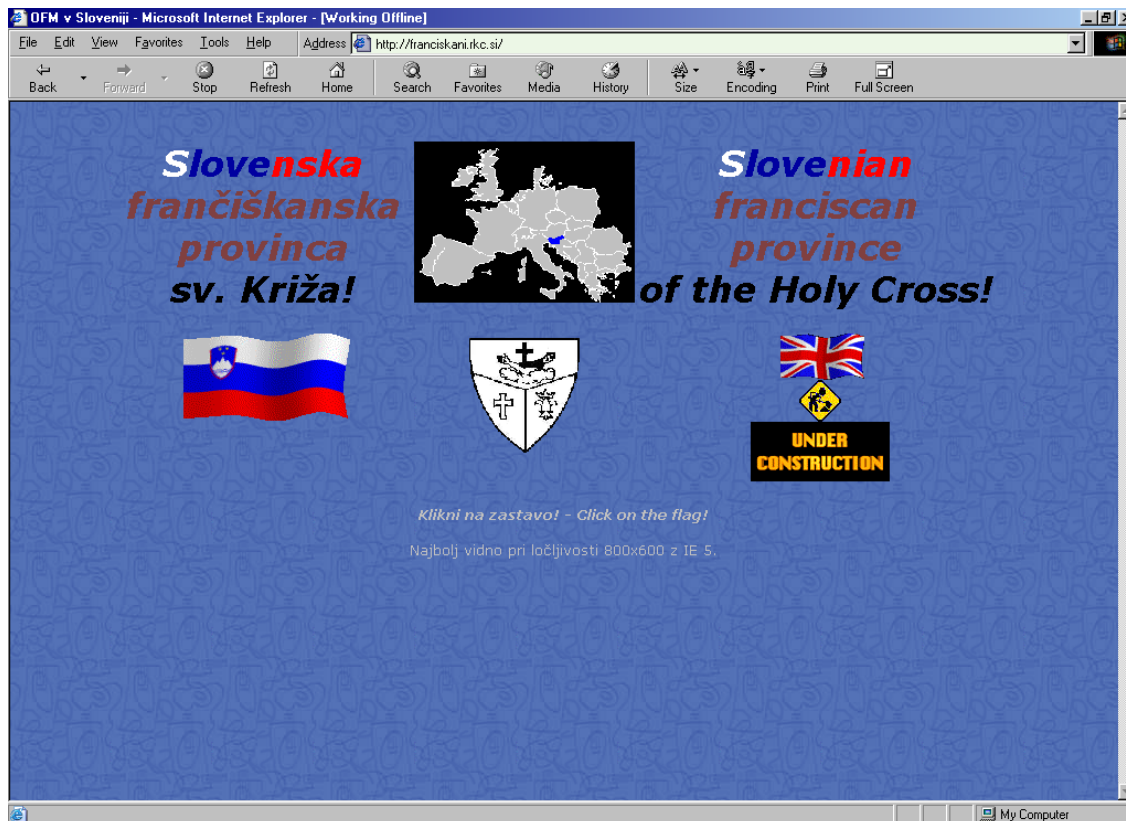 OFM v Sloveniji - Microsoft Internet Explorer - [Working Offline]
File Edit View Favorites Tools Help Address http://franciskani.rkc.si/
Back Forward Stop Refresh Home Search Favorites Media History Size Encoding Print Full Screen
Slovenska
frančiškanska
provinca
sv. Križa!
Slovenian
franciscan
province
of the Holy Cross!
UNDER
CONSTRUCTION
Klikni na zastavo! - Click on the flag!
Najbolj vidno pri ločljivosti 800x600 z IE 5.
My Computer